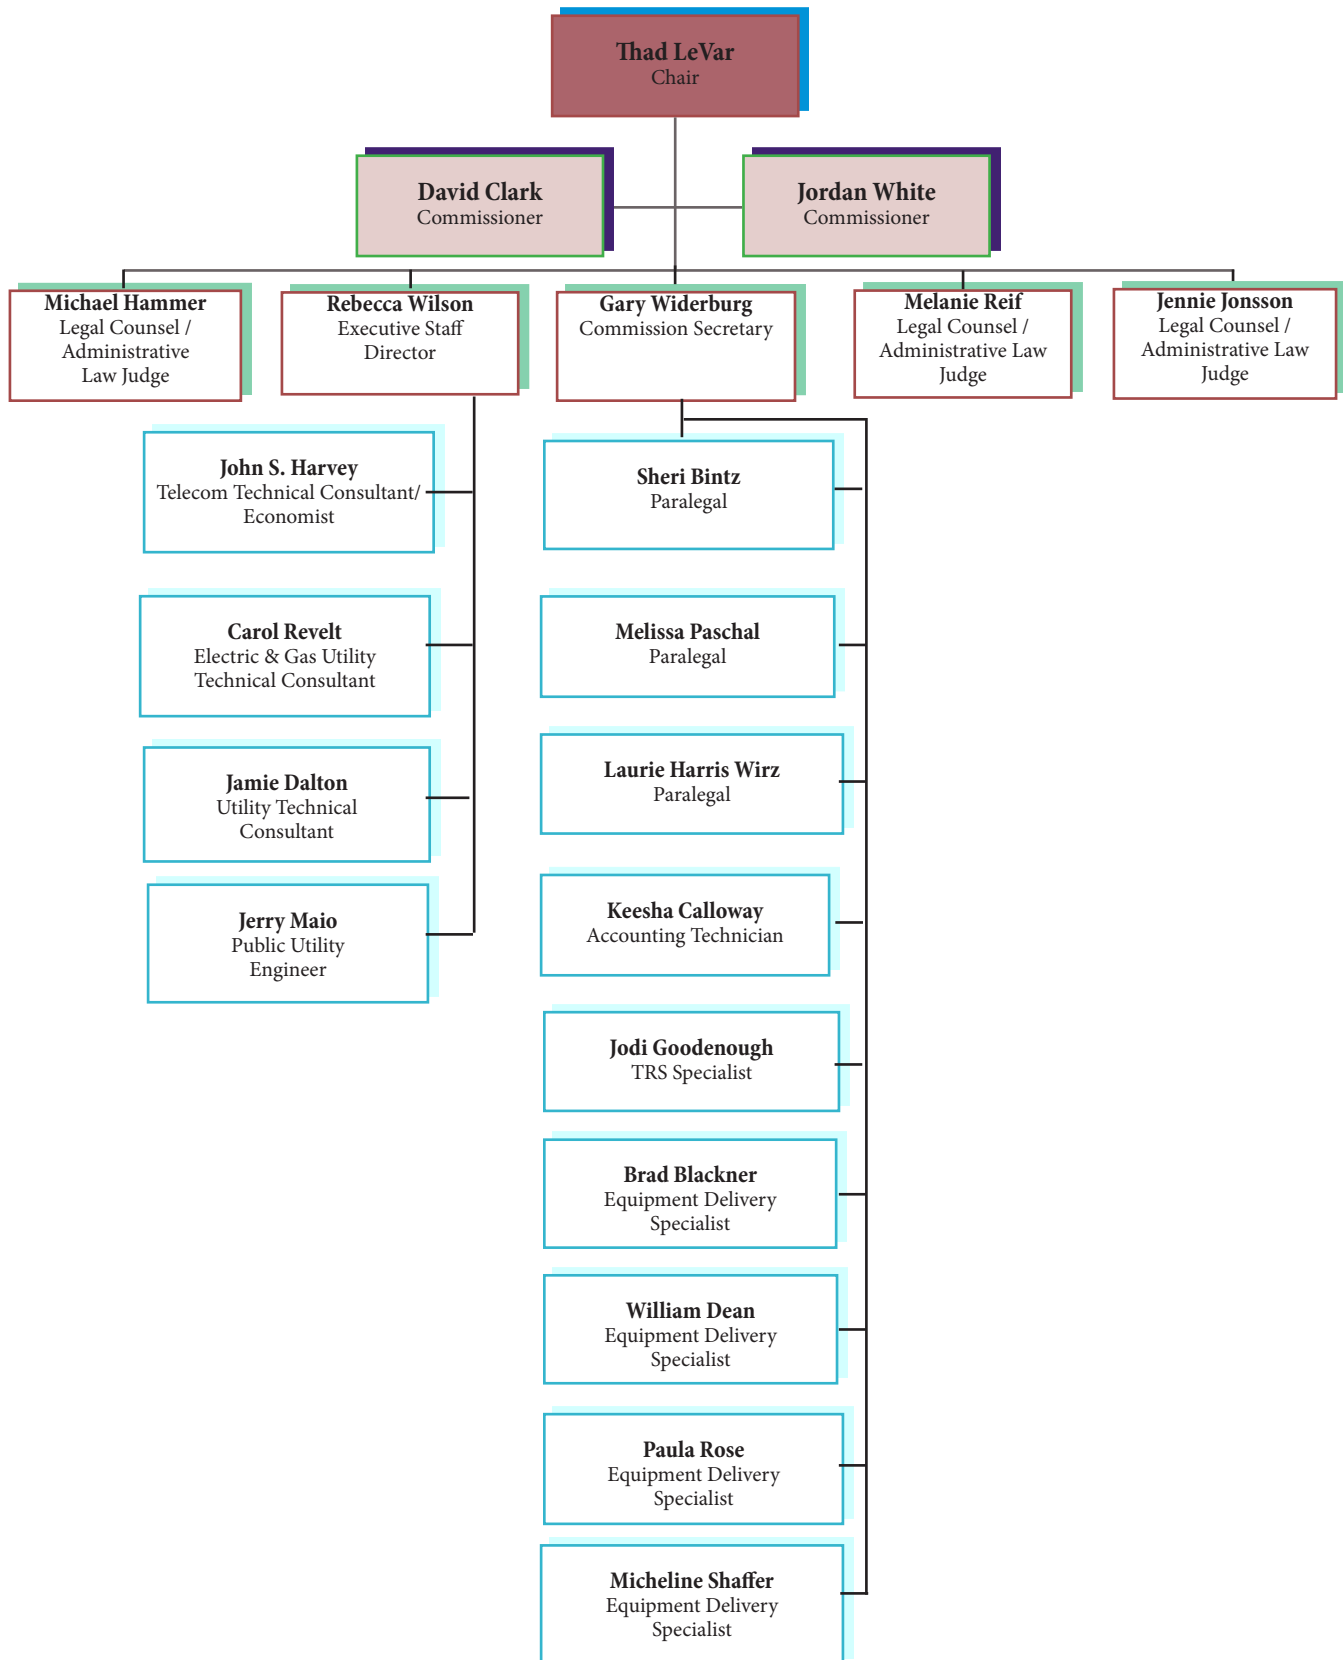 Thad LeVar
Chair
David Clark
Commissioner
Jordan White
Commissioner
Michael Hammer
Legal Counsel /
Administrative
Law Judge
Rebecca Wilson
Executive Staff
Director
Gary Widerburg
Commission Secretary
Melanie Reif
Legal Counsel /
Administrative Law
Judge
Jennie Jonsson
Legal Counsel /
Administrative Law
Judge
John S. Harvey
Telecom Technical Consultant/
Economist
Carol Revelt
Electric & Gas Utility
Technical Consultant
Jamie Dalton
Utility Technical
Consultant
Jerry Maio
Public Utility
Engineer
Sheri Bintz
Paralegal
Melissa Paschal
Paralegal
Laurie Harris Wirz
Paralegal
Keesha Calloway
Accounting Technician
Jodi Goodenough
TRS Specialist
Brad Blackner
Equipment Delivery
Specialist
William Dean
Equipment Delivery
Specialist
Paula Rose
Equipment Delivery
Specialist
Micheline Shaffer
Equipment Delivery
Specialist